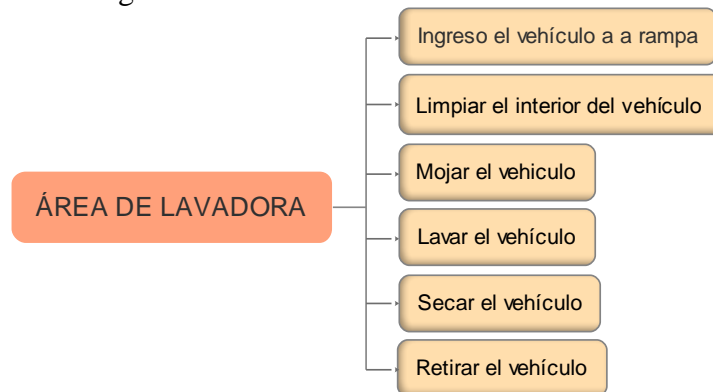 Ingreso el vehículo a a rampa
Limpiar el interior del vehículo
Mojar el vehiculo
ÁREA DE LAVADORA
Lavar el vehículo
Secar el vehículo
Retirar el vehículo